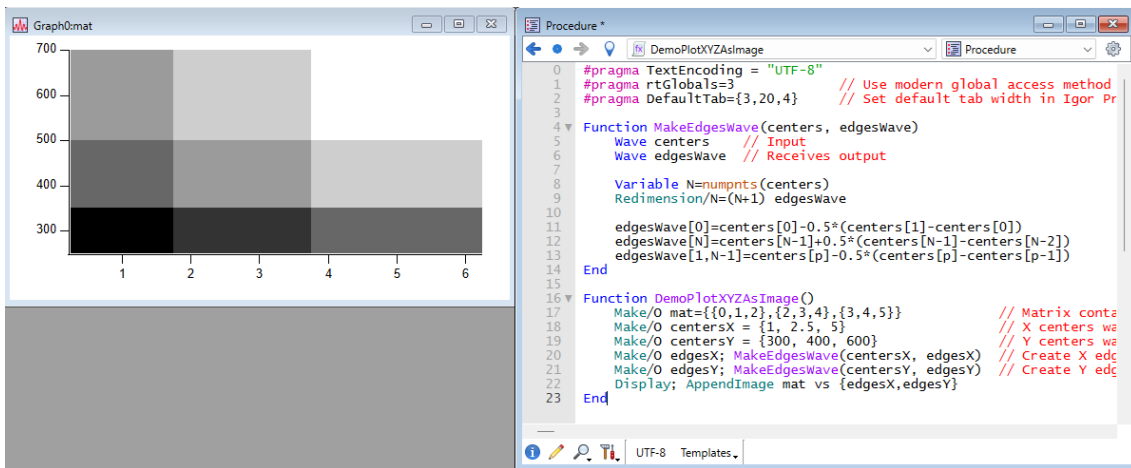 Graph0:mat
700
600
500
400
300
1 2 3 4 5 6
Procedure *
DemoPlotXYZAsImage Procedure
0 #pragma TextEncoding = "UTF-8"
1 #pragma rtGlobals=3 // Use modern global access method
2 #pragma DefaultTab={3,20,4} // Set default tab width in Igor Pr
3
4 Function MakeEdgesWave(centers, edgesWave)
5 Wave centers // Input
6 Wave edgesWave // Receives output
7
8 Variable N=numpnts(centers)
9 Redimension/N=(N+1) edgesWave
10
11 edgesWave[0]=centers[0]-0.5*(centers[1]-centers[0])
12 edgesWave[N]=centers[N-1]+0.5*(centers[N-1]-centers[N-2])
13 edgesWave[1,N-1]=centers[p]-0.5*(centers[p]-centers[p-1])
14 End
15
16 Function DemoPlotXYZAsImage()
17 Make/O mat={{0,1,2},{2,3,4},{3,4,5}} // Matrix conta
18 Make/O centersX = {1, 2.5, 5} // X centers wa
19 Make/O centersY = {300, 400, 600} // Y centers wa
20 Make/O edgesX; MakeEdgesWave(centersX, edgesX) // Create X edg
21 Make/O edgesY; MakeEdgesWave(centersY, edgesY) // Create Y edg
22 Display; AppendImage mat vs {edgesX,edgesY}
23 End
UTF-8 Templates